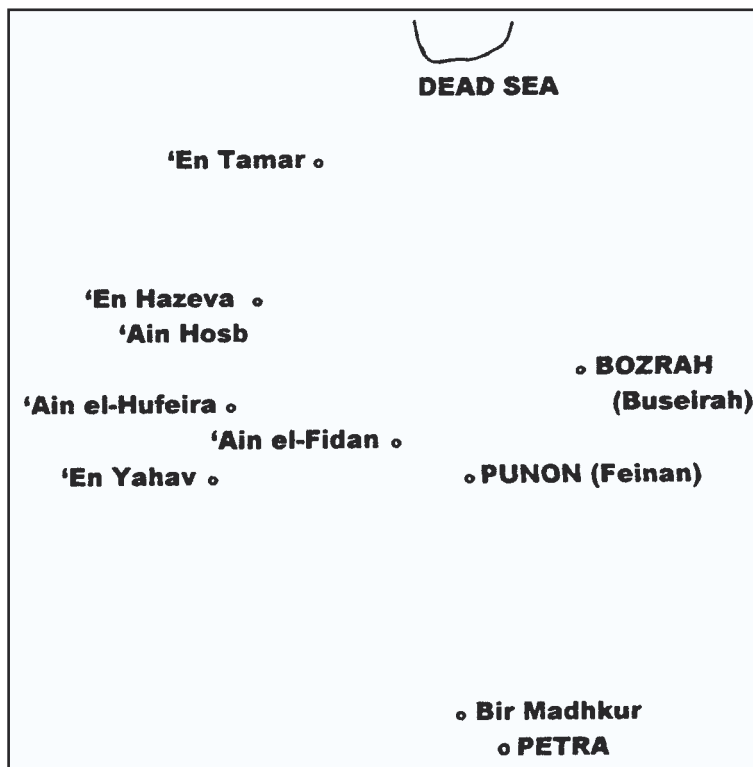 DEAD SEA
‘En Tamar
‘En Hazeva
‘Ain Hosb
BOZRAH
(Buseirah)
‘Ain el-Hufeira
‘Ain el-Fidan
‘En Yahav
PUNON (Feinan)
Bir Madhkur
PETRA